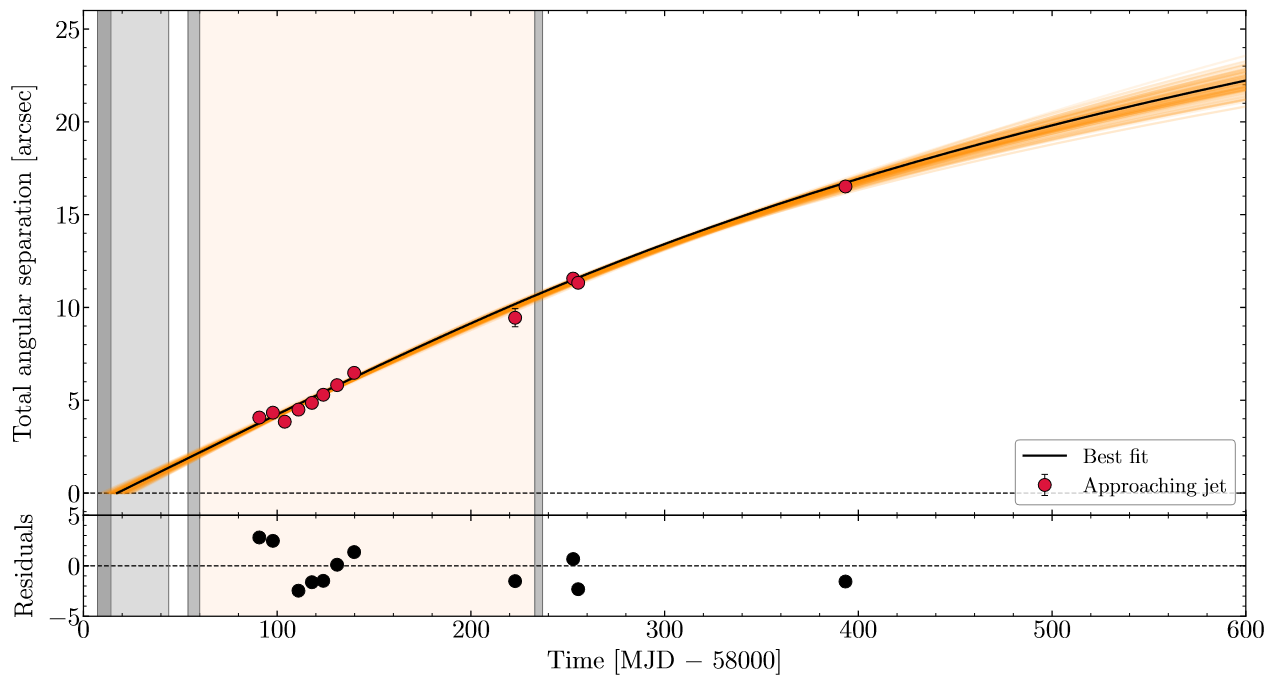 Total angular separation [arcsec]
25
20
15
10
5
0
Best fit
Approaching jet
Residuals
5
0
−5
0 100 200 300 400 500 600
Time [MJD − 58000]